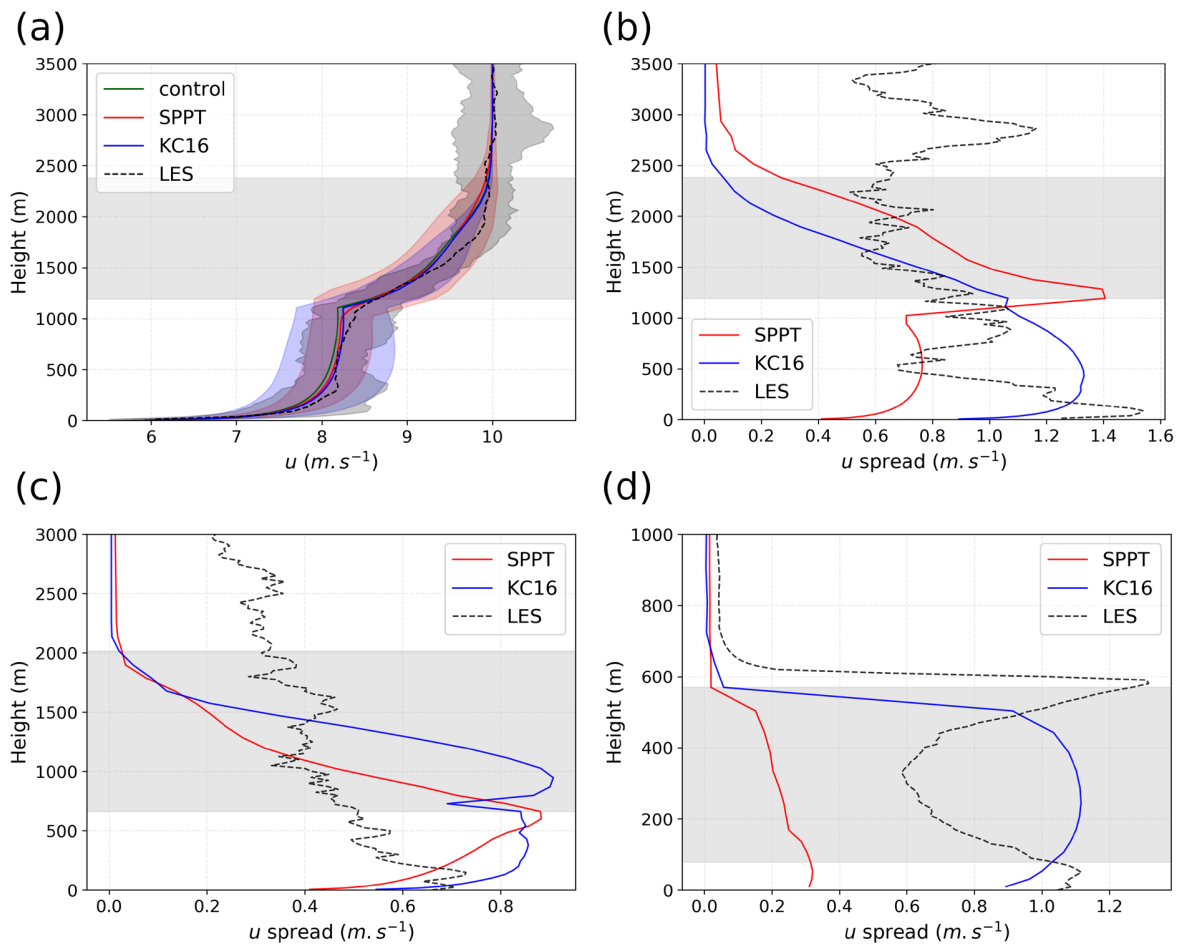 (a)
3500
3000
2500
2000
1500
1000
500
0
Height (m)
control
SPPT
KC16
LES
6 7 8 9 10
u (m.s⁻¹)
(b)
3500
3000
2500
2000
1500
1000
500
0
Height (m)
SPPT
KC16
LES
0.0 0.2 0.4 0.6 0.8 1.0 1.2 1.4 1.6
u spread (m.s⁻¹)
(c)
3000
2500
2000
1500
1000
500
0
Height (m)
SPPT
KC16
LES
0.0 0.2 0.4 0.6 0.8
u spread (m.s⁻¹)
(d)
1000
800
600
400
200
0
Height (m)
SPPT
KC16
LES
0.0 0.2 0.4 0.6 0.8 1.0 1.2
u spread (m.s⁻¹)